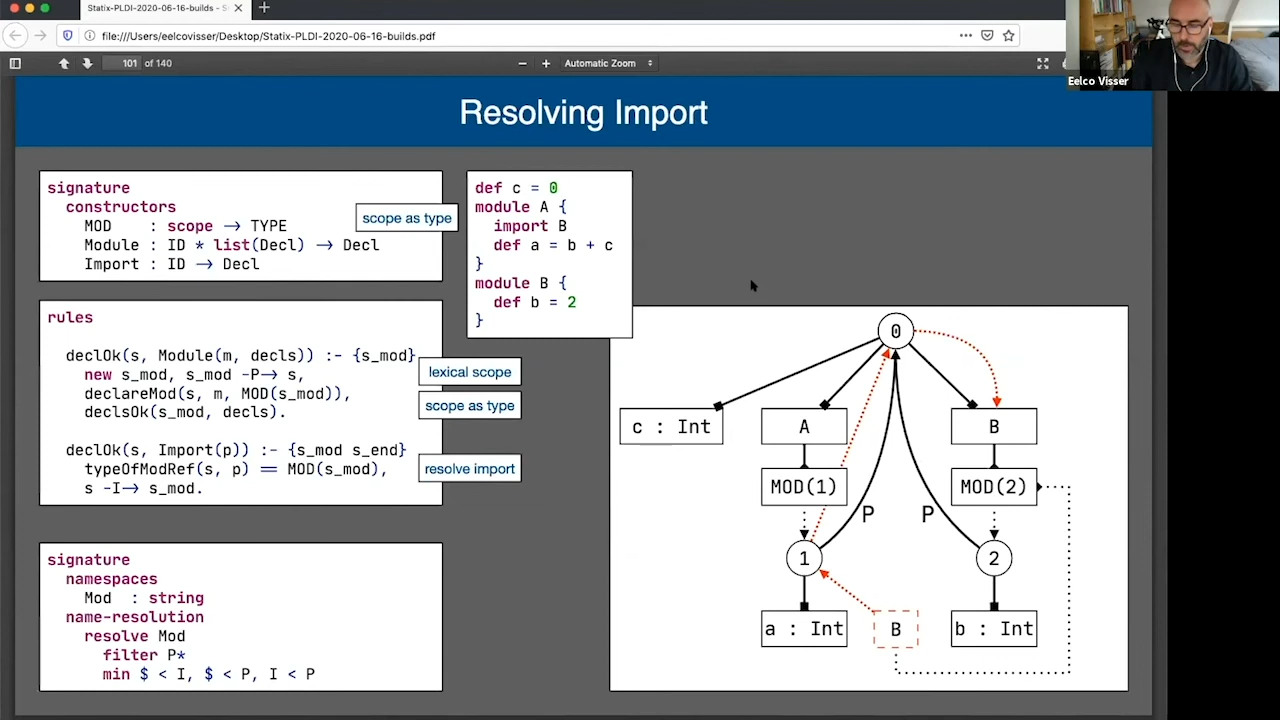 Statix-PLDI-2020-06-16-builds - S
file:///Users/eelcovisser/Desktop/Statix-PLDI-2020-06-16-builds.pdf
101 of 140
Automatic Zoom
Eelco Visser
Resolving Import
signature
constructors
MOD : scope → TYPE
Module : ID * list(Decl) → Decl
Import : ID → Decl
scope as type
def c = 0
module A {
import B
def a = b + c
}
module B {
def b = 2
}
rules
declOk(s, Module(m, decls)) :- {s_mod}
new s_mod, s_mod -P→ s,
declareMod(s, m, MOD(s_mod)),
declsOk(s_mod, decls).
lexical scope
scope as type
declOk(s, Import(p)) :- {s_mod s_end}
typeOfModRef(s, p) == MOD(s_mod),
s -I→ s_mod.
resolve import
signature
namespaces
Mod : string
name-resolution
resolve Mod
filter P*
min $ < I, $ < P, I < P
0
c : Int
A
B
MOD(1)
MOD(2)
P
P
1
2
a : Int
B
b : Int